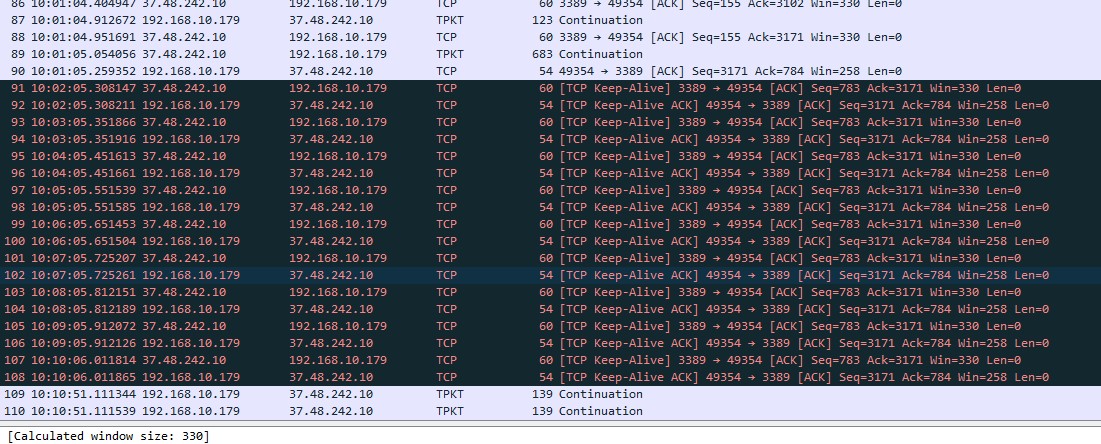 86 10:01:04.404947 37.48.242.10 192.168.10.179 TCP 60 3389 → 49354 [ACK] Seq=155 Ack=3102 Win=330 Len=0
87 10:01:04.912672 192.168.10.179 37.48.242.10 TPKT 123 Continuation
88 10:01:04.951691 37.48.242.10 192.168.10.179 TCP 60 3389 → 49354 [ACK] Seq=155 Ack=3171 Win=330 Len=0
89 10:01:05.054056 37.48.242.10 192.168.10.179 TPKT 683 Continuation
90 10:01:05.259352 192.168.10.179 37.48.242.10 TCP 54 49354 → 3389 [ACK] Seq=3171 Ack=784 Win=258 Len=0
91 10:02:05.308147 37.48.242.10 192.168.10.179 TCP 60 [TCP Keep-Alive] 3389 → 49354 [ACK] Seq=783 Ack=3171 Win=330 Len=0
92 10:02:05.308211 192.168.10.179 37.48.242.10 TCP 54 [TCP Keep-Alive ACK] 49354 → 3389 [ACK] Seq=3171 Ack=784 Win=258 Len=0
93 10:03:05.351866 37.48.242.10 192.168.10.179 TCP 60 [TCP Keep-Alive] 3389 → 49354 [ACK] Seq=783 Ack=3171 Win=330 Len=0
94 10:03:05.351916 192.168.10.179 37.48.242.10 TCP 54 [TCP Keep-Alive ACK] 49354 → 3389 [ACK] Seq=3171 Ack=784 Win=258 Len=0
95 10:04:05.451613 37.48.242.10 192.168.10.179 TCP 60 [TCP Keep-Alive] 3389 → 49354 [ACK] Seq=783 Ack=3171 Win=330 Len=0
96 10:04:05.451661 192.168.10.179 37.48.242.10 TCP 54 [TCP Keep-Alive ACK] 49354 → 3389 [ACK] Seq=3171 Ack=784 Win=258 Len=0
97 10:05:05.551539 37.48.242.10 192.168.10.179 TCP 60 [TCP Keep-Alive] 3389 → 49354 [ACK] Seq=783 Ack=3171 Win=330 Len=0
98 10:05:05.551585 192.168.10.179 37.48.242.10 TCP 54 [TCP Keep-Alive ACK] 49354 → 3389 [ACK] Seq=3171 Ack=784 Win=258 Len=0
99 10:06:05.651453 37.48.242.10 192.168.10.179 TCP 60 [TCP Keep-Alive] 3389 → 49354 [ACK] Seq=783 Ack=3171 Win=330 Len=0
100 10:06:05.651504 192.168.10.179 37.48.242.10 TCP 54 [TCP Keep-Alive ACK] 49354 → 3389 [ACK] Seq=3171 Ack=784 Win=258 Len=0
101 10:07:05.725207 37.48.242.10 192.168.10.179 TCP 60 [TCP Keep-Alive] 3389 → 49354 [ACK] Seq=783 Ack=3171 Win=330 Len=0
102 10:07:05.725261 192.168.10.179 37.48.242.10 TCP 54 [TCP Keep-Alive ACK] 49354 → 3389 [ACK] Seq=3171 Ack=784 Win=258 Len=0
103 10:08:05.812151 37.48.242.10 192.168.10.179 TCP 60 [TCP Keep-Alive] 3389 → 49354 [ACK] Seq=783 Ack=3171 Win=330 Len=0
104 10:08:05.812189 192.168.10.179 37.48.242.10 TCP 54 [TCP Keep-Alive ACK] 49354 → 3389 [ACK] Seq=3171 Ack=784 Win=258 Len=0
105 10:09:05.912072 37.48.242.10 192.168.10.179 TCP 60 [TCP Keep-Alive] 3389 → 49354 [ACK] Seq=783 Ack=3171 Win=330 Len=0
106 10:09:05.912126 192.168.10.179 37.48.242.10 TCP 54 [TCP Keep-Alive ACK] 49354 → 3389 [ACK] Seq=3171 Ack=784 Win=258 Len=0
107 10:10:06.011814 37.48.242.10 192.168.10.179 TCP 60 [TCP Keep-Alive] 3389 → 49354 [ACK] Seq=783 Ack=3171 Win=330 Len=0
108 10:10:06.011865 192.168.10.179 37.48.242.10 TCP 54 [TCP Keep-Alive ACK] 49354 → 3389 [ACK] Seq=3171 Ack=784 Win=258 Len=0
109 10:10:51.111344 192.168.10.179 37.48.242.10 TPKT 139 Continuation
110 10:10:51.111539 192.168.10.179 37.48.242.10 TPKT 139 Continuation
[Calculated window size: 330]